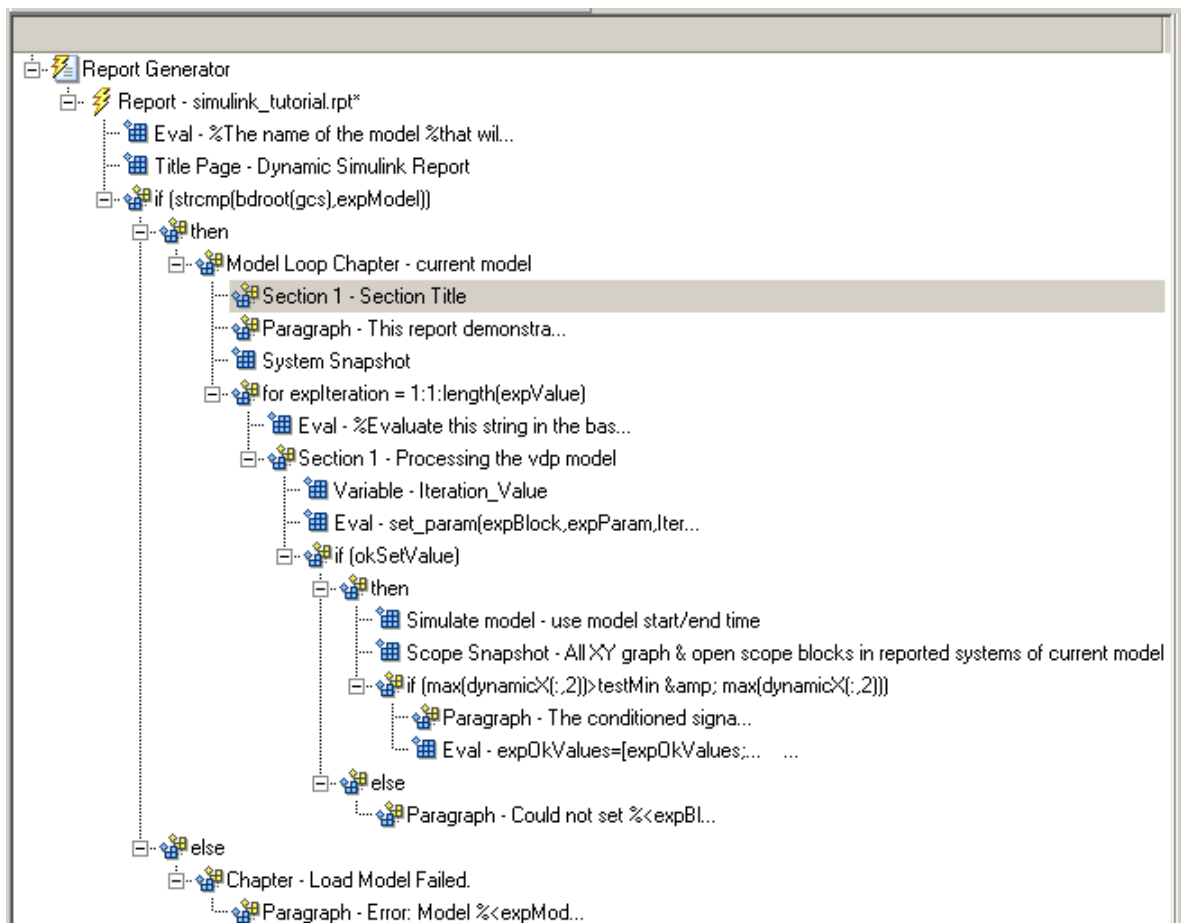 Report Generator
Report - simulink_tutorial.rpt*
Eval - %The name of the model %that wil...
Title Page - Dynamic Simulink Report
if (strcmp(bdroot(gcs),expModel))
then
Model Loop Chapter - current model
Section 1 - Section Title
Paragraph - This report demonstra...
System Snapshot
for expIteration = 1:1:length(expValue)
Eval - %Evaluate this string in the bas...
Section 1 - Processing the vdp model
Variable - Iteration_Value
Eval - set_param(expBlock,expParam,Iter...
if (okSetValue)
then
Simulate model - use model start/end time
Scope Snapshot - All XY graph & open scope blocks in reported systems of current model
if (max(dynamicX(:,2))>testMin &amp; max(dynamicX(:,2)))
Paragraph - The conditioned signa...
Eval - expOkValues=[expOkValues;... ...
else
Paragraph - Could not set %<expBl...
else
Chapter - Load Model Failed.
Paragraph - Error: Model %<expMod...